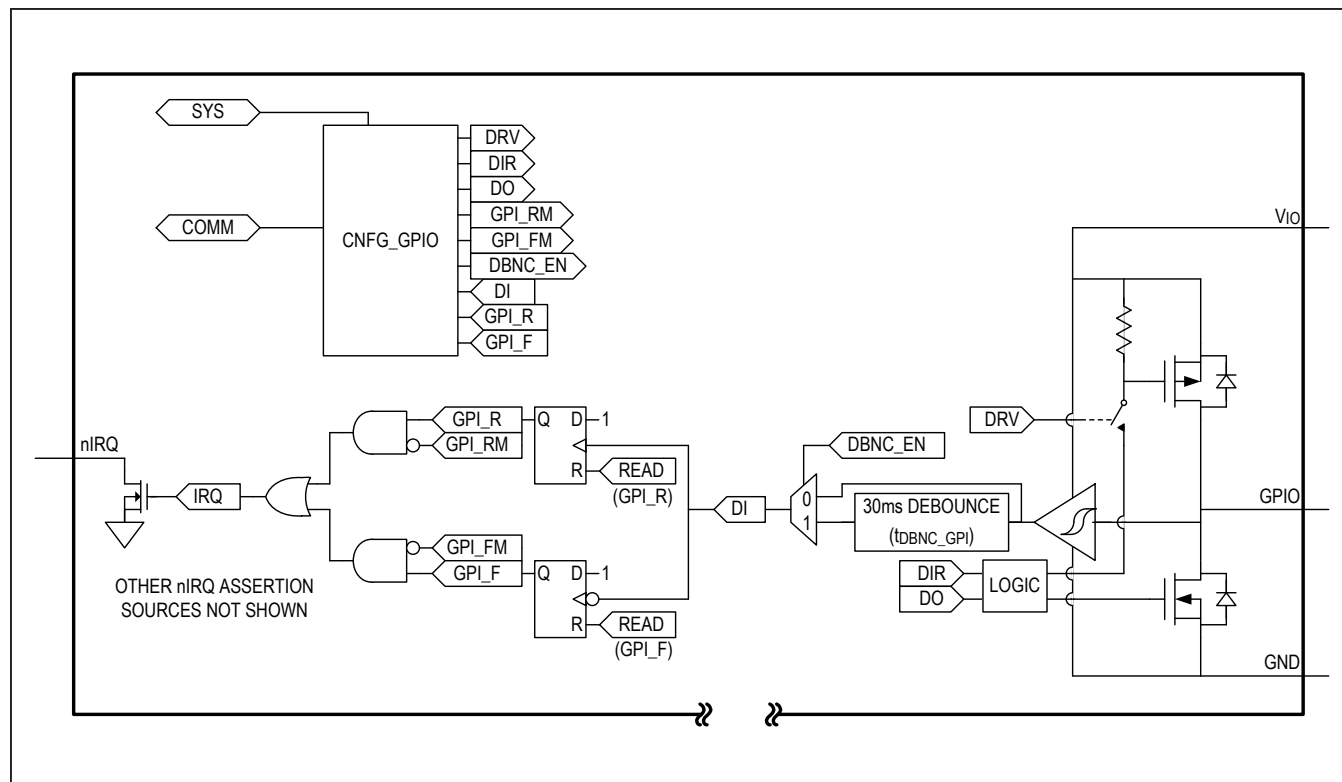 SYS
COMM
CNFG_GPIO
DRV
DIR
DO
GPI_RM
GPI_FM
DBNC_EN
DI
GPI_R
GPI_F
VIO
nIRQ
IRQ
GPI_R
GPI_RM
Q D 1
R
READ
(GPI_R)
GPI_FM
GPI_F
Q D 1
R
READ
(GPI_F)
OTHER nIRQ ASSERTION
SOURCES NOT SHOWN
DI
DBNC_EN
0
1
30ms DEBOUNCE
(tDBNC_GPI)
DRV
DIR
DO
LOGIC
GPIO
GND